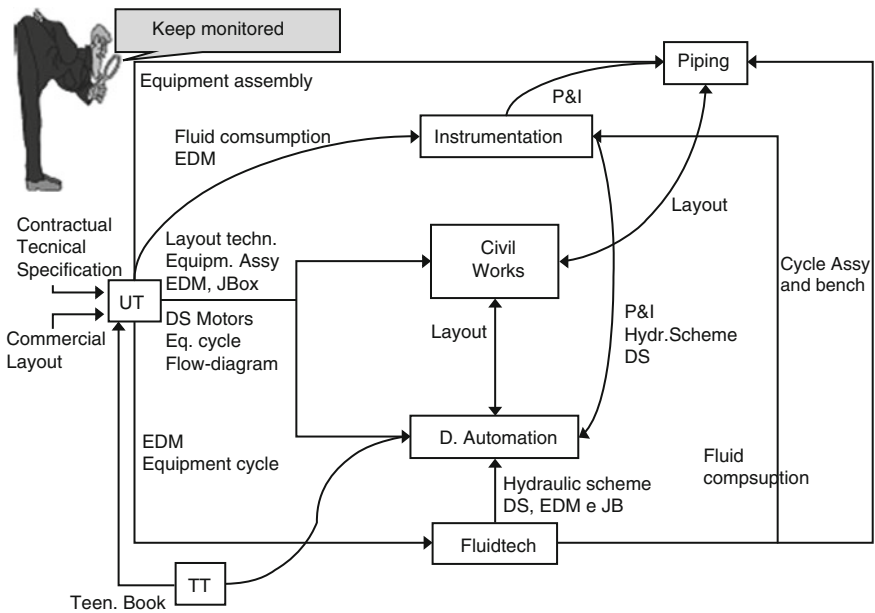 Keep monitored
Equipment assembly
Piping
P&I
Fluid comsumption
EDM
Instrumentation
Layout
Contractual
Tecnical
Specification
Layout techn.
Equipm. Assy
EDM, JBox
Civil
Works
Cycle Assy
and bench
UT
DS Motors
Eq. cycle
Flow-diagram
Commercial
Layout
Layout
P&I
Hydr.Scheme
DS
D. Automation
EDM
Equipment cycle
Fluid
compsuption
Hydraulic scheme
DS, EDM e JB
Fluidtech
TT
Teen. Book